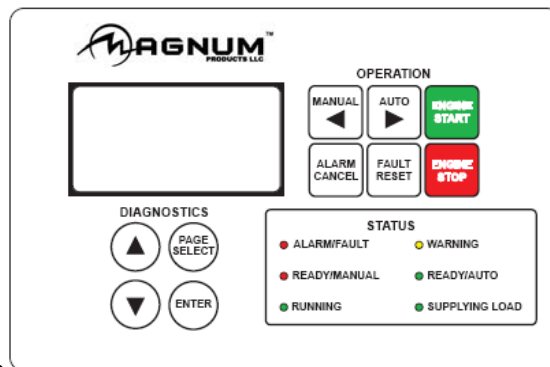 MAGNUM™
PRODUCTS LLC
OPERATION
MANUAL
AUTO
ENGINE
START
ALARM
CANCEL
FAULT
RESET
ENGINE
STOP
DIAGNOSTICS
PAGE
SELECT
ENTER
STATUS
ALARM/FAULT
WARNING
READY/MANUAL
READY/AUTO
RUNNING
SUPPLYING LOAD